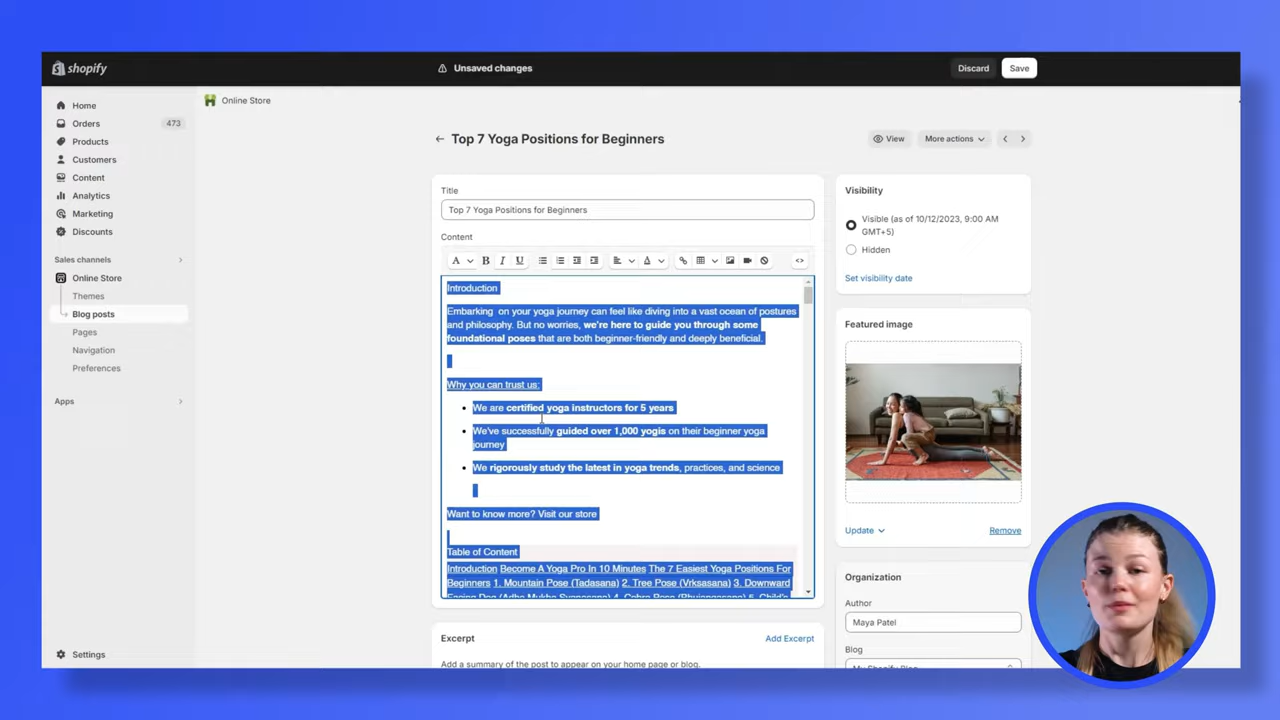 shopify
Unsaved changes
Discard
Save
Home
Orders
473
Products
Customers
Content
Analytics
Marketing
Discounts
Sales channels
Online Store
Themes
Blog posts
Pages
Navigation
Preferences
Apps
Settings
Online Store
Top 7 Yoga Positions for Beginners
View
More actions
Title
Top 7 Yoga Positions for Beginners
Content
Introduction
Embarking on your yoga journey can feel like diving into a vast ocean of postures
and philosophy. But no worries, we're here to guide you through some
foundational poses that are both beginner-friendly and deeply beneficial.
Why you can trust us:
We are certified yoga instructors for 5 years
We've successfully guided over 1,000 yogis on their beginner yoga
journey
We rigorously study the latest in yoga trends, practices, and science
Want to know more? Visit our store
Table of Content
Introduction Become A Yoga Pro In 10 Minutes The 7 Easiest Yoga Positions For
Beginners 1. Mountain Pose (Tadasana) 2. Tree Pose (Vrksasana) 3. Downward
Facing Dog (Adho Mukha Svanasana) 4. Cobra Pose (Bhujangasana) 5. Child's
Excerpt
Add Excerpt
Add a summary of the post to appear on your home page or blog.
Visibility
Visible (as of 10/12/2023, 9:00 AM
GMT+5)
Hidden
Set visibility date
Featured image
Update
Remove
Organization
Author
Maya Patel
Blog
My Shopify Blog